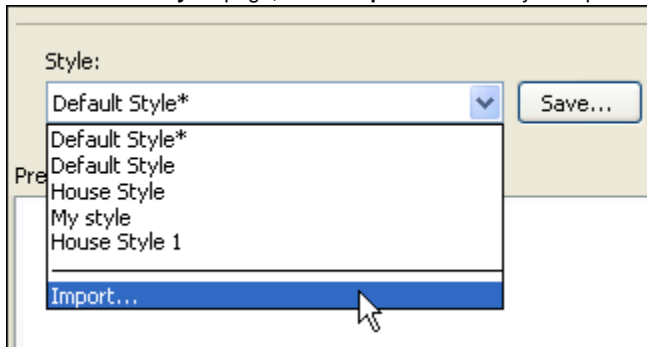 Style:
Default Style*
Save...
Default Style*
Default Style
Pre
House Style
My style
House Style 1
Import...